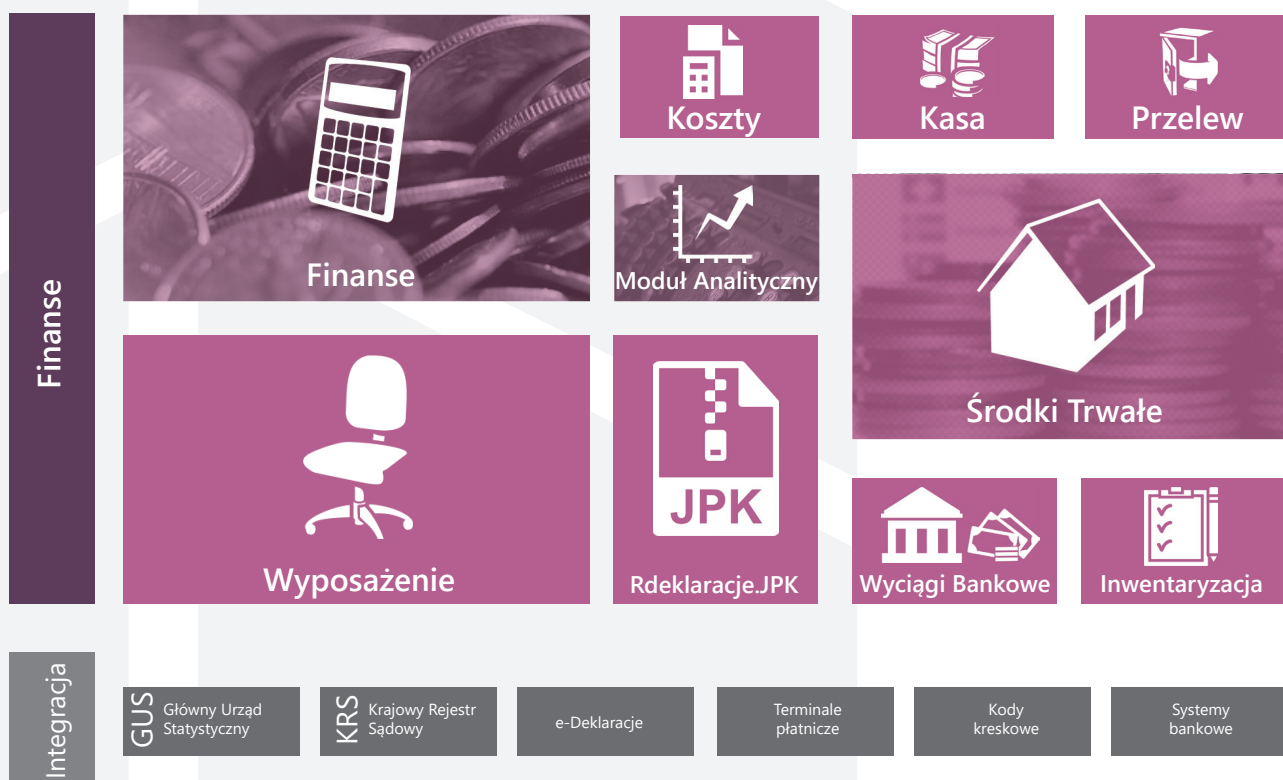 Finanse
Finanse
Koszty
Kasa
Przelew
Moduł Analityczny
Środki Trwałe
Wyposażenie
JPK
Rdeklaracje.JPK
Wyciągi Bankowe
Inwentaryzacja
Integracja
GUS
Główny Urząd
Statystyczny
KRS
Krajowy Rejestr
Sądowy
e-Deklaracje
Terminale
płatnicze
Kody
kreskowe
Systemy
bankowe